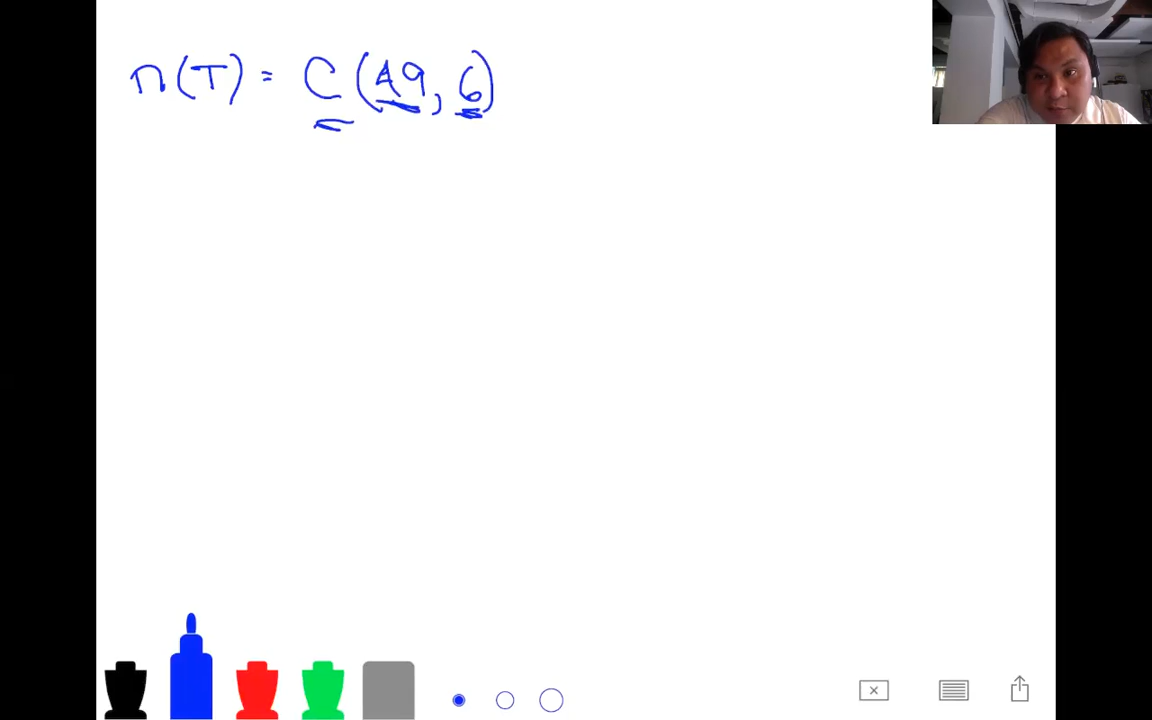 n(T) = C(49, 6)